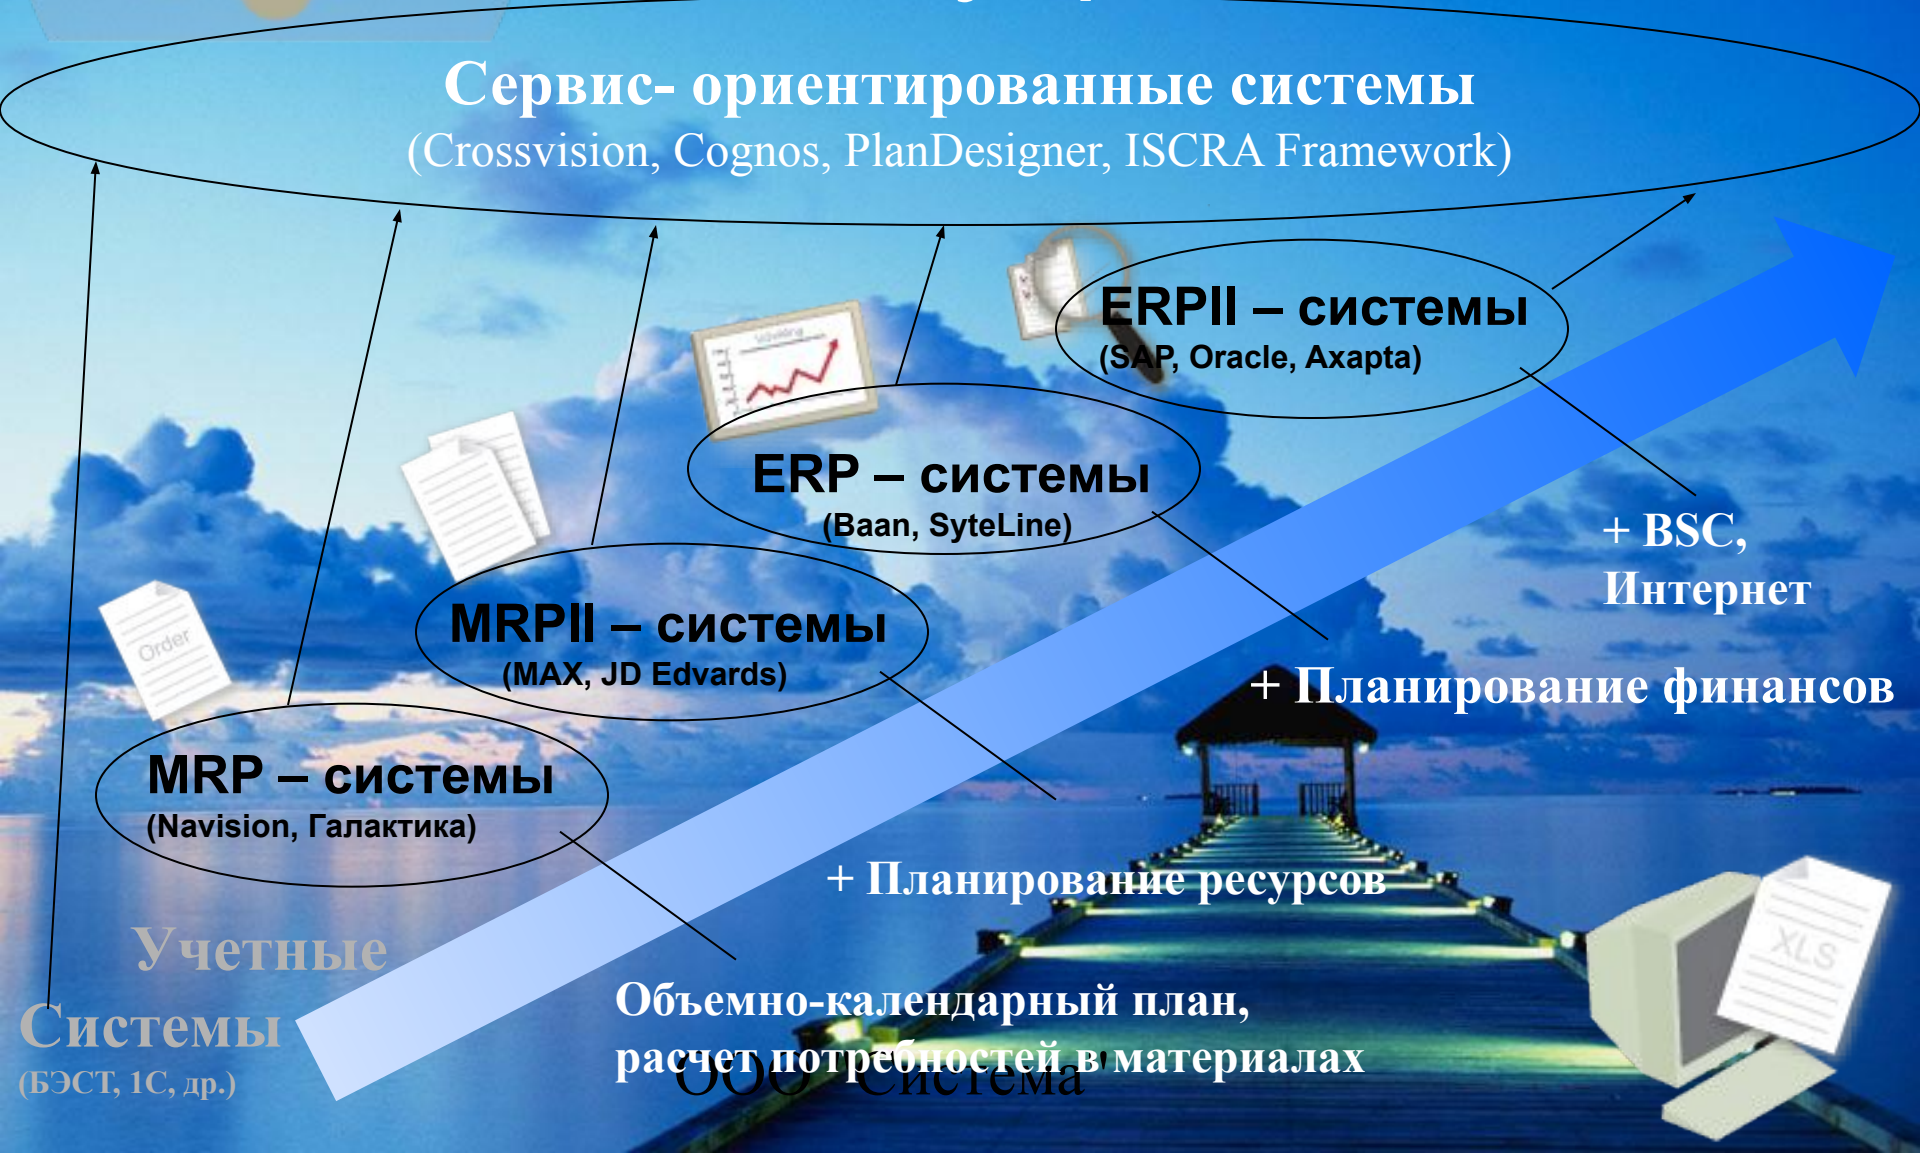 Сервис- ориентированные системы
(Crossvision, Cognos, PlanDesigner, ISCRA Framework)
ERPII – системы
(SAP, Oracle, Axapta)
ERP – системы
(Baan, SyteLine)
+ BSC,
Интернет
MRPII – системы
(MAX, JD Edvards)
+ Планирование финансов
Order
MRP – системы
(Navision, Галактика)
+ Планирование ресурсов
Учетные
Системы
(БЭСТ, 1С, др.)
XLS
Объемно-календарный план,
расчет потребностей в материалах
ООО "Система"